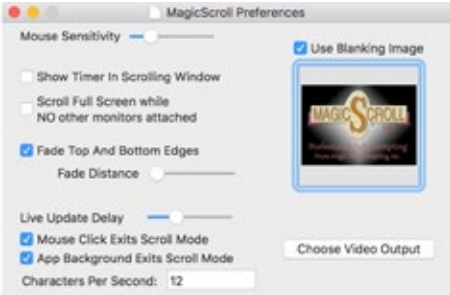 MagicScroll Preferences
Mouse Sensitivity
Use Blanking Image
Show Timer In Scrolling Window
Scroll Full Screen while
NO other monitors attached
MAGIC SCROLL
Fade Top And Bottom Edges
Fade Distance
Live Update Delay
Mouse Click Exits Scroll Mode
App Background Exits Scroll Mode
Choose Video Output
Characters Per Second: 12